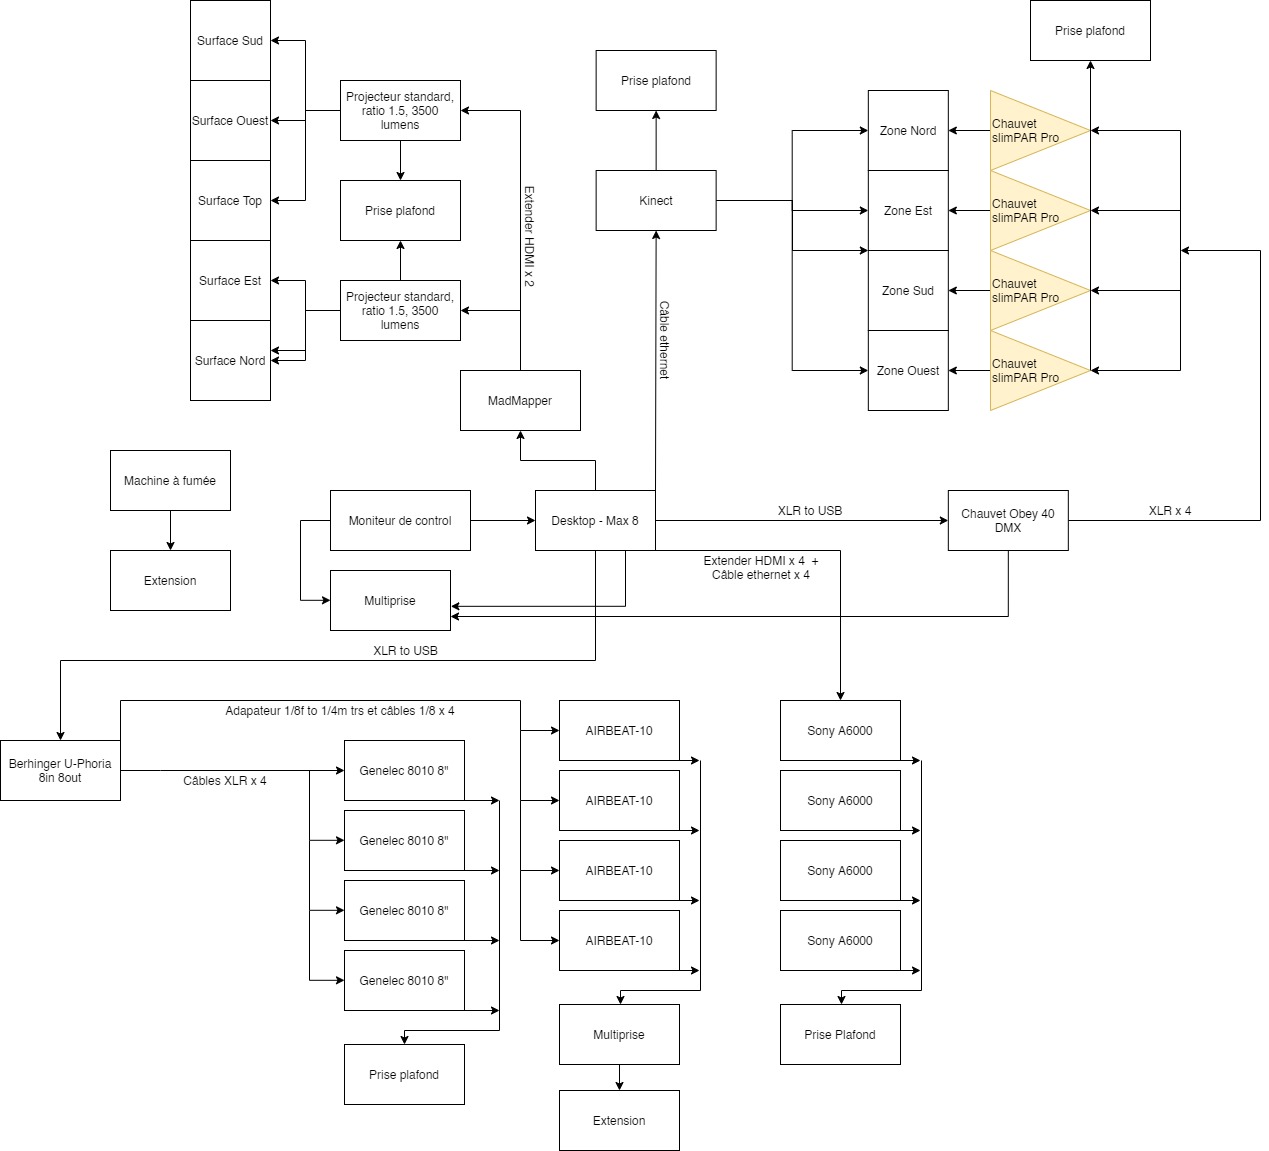 Surface Sud
Surface Ouest
Surface Top
Surface Est
Surface Nord
Projecteur standard,
ratio 1.5, 3500
lumens
Prise plafond
Projecteur standard,
ratio 1.5, 3500
lumens
Extender HDMI x 2
MadMapper
Prise plafond
Kinect
Câble ethernet
Prise plafond
Zone Nord
Zone Est
Zone Sud
Zone Ouest
Chauvet
slimPAR Pro
Chauvet
slimPAR Pro
Chauvet
slimPAR Pro
Chauvet
slimPAR Pro
Machine à fumée
Extension
Moniteur de control
Multiprise
Desktop - Max 8
XLR to USB
Chauvet Obey 40
DMX
XLR x 4
Extender HDMI x 4 +
Câble ethernet x 4
XLR to USB
Berhinger U-Phoria
8in 8out
Adapateur 1/8f to 1/4m trs et câbles 1/8 x 4
Câbles XLR x 4
Genelec 8010 8"
Genelec 8010 8"
Genelec 8010 8"
Genelec 8010 8"
Prise plafond
AIRBEAT-10
AIRBEAT-10
AIRBEAT-10
AIRBEAT-10
Multiprise
Extension
Sony A6000
Sony A6000
Sony A6000
Sony A6000
Prise Plafond